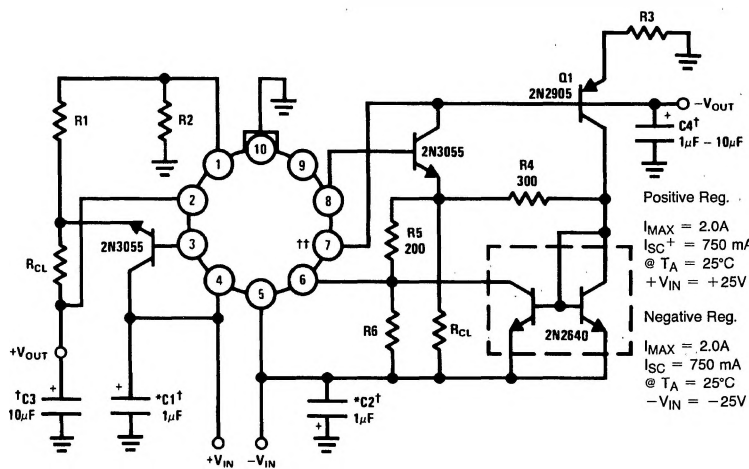 R3
Q1
2N2905
−VOUT
C4†
1μF – 10μF
R1
R2
10
1
9
2
8
2N3055
R4
300
Positive Reg.
IMAX = 2.0A
ISC+ = 750 mA
@ TA = 25°C
+VIN = +25V
3
2N3055
††
7
R5
200
RCL
4
5
6
R6
RCL
2N2640
Negative Reg.
IMAX = 2.0A
ISC = 750 mA
@ TA = 25°C
−VIN = −25V
+VOUT
†C3
10μF
*C1†
1μF
*C2†
1μF
+VIN
−VIN
+
+
+
+